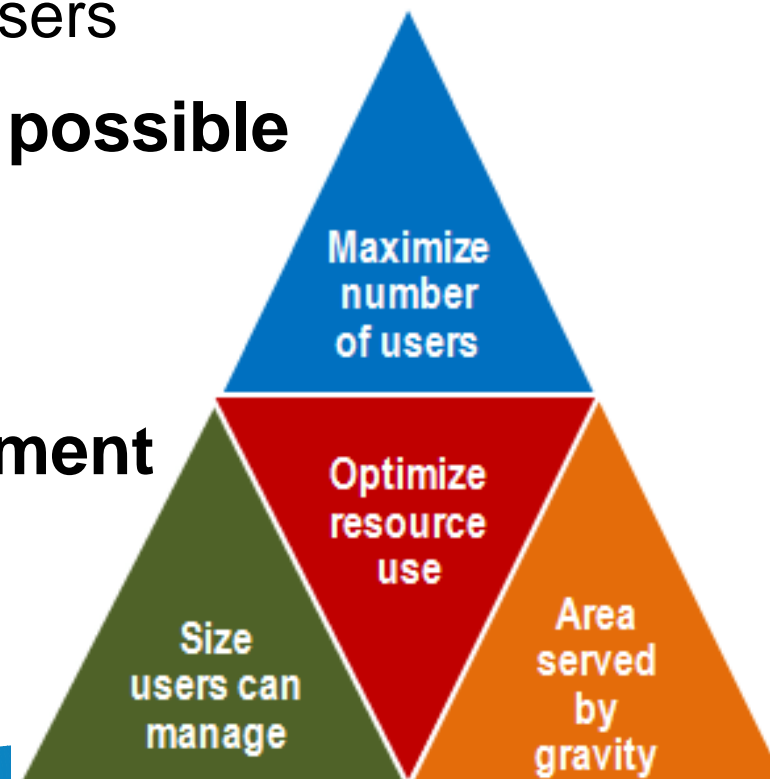 sers
possible
Maximize
number
of users
ment
Optimize
resource
use
Size
users can
manage
Area
served
by
gravity